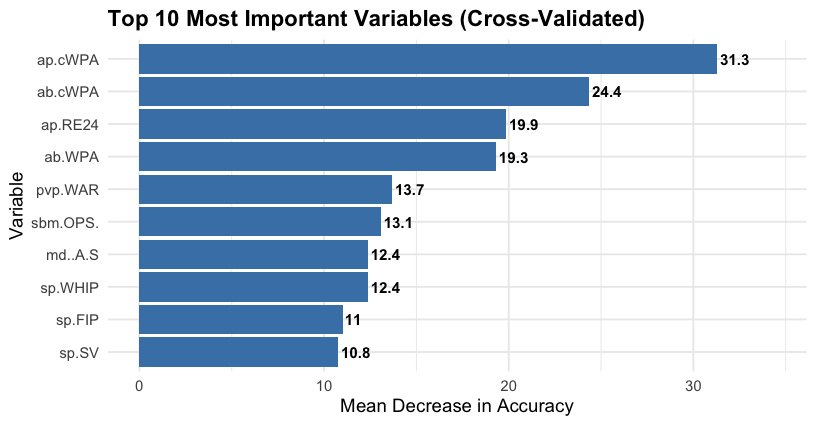 Top 10 Most Important Variables (Cross-Validated)
Variable
ap.cWPA 31.3
ab.cWPA 24.4
ap.RE24 19.9
ab.WPA 19.3
pvp.WAR 13.7
sbm.OPS. 13.1
md..A.S 12.4
sp.WHIP 12.4
sp.FIP 11
sp.SV 10.8
0 10 20 30
Mean Decrease in Accuracy